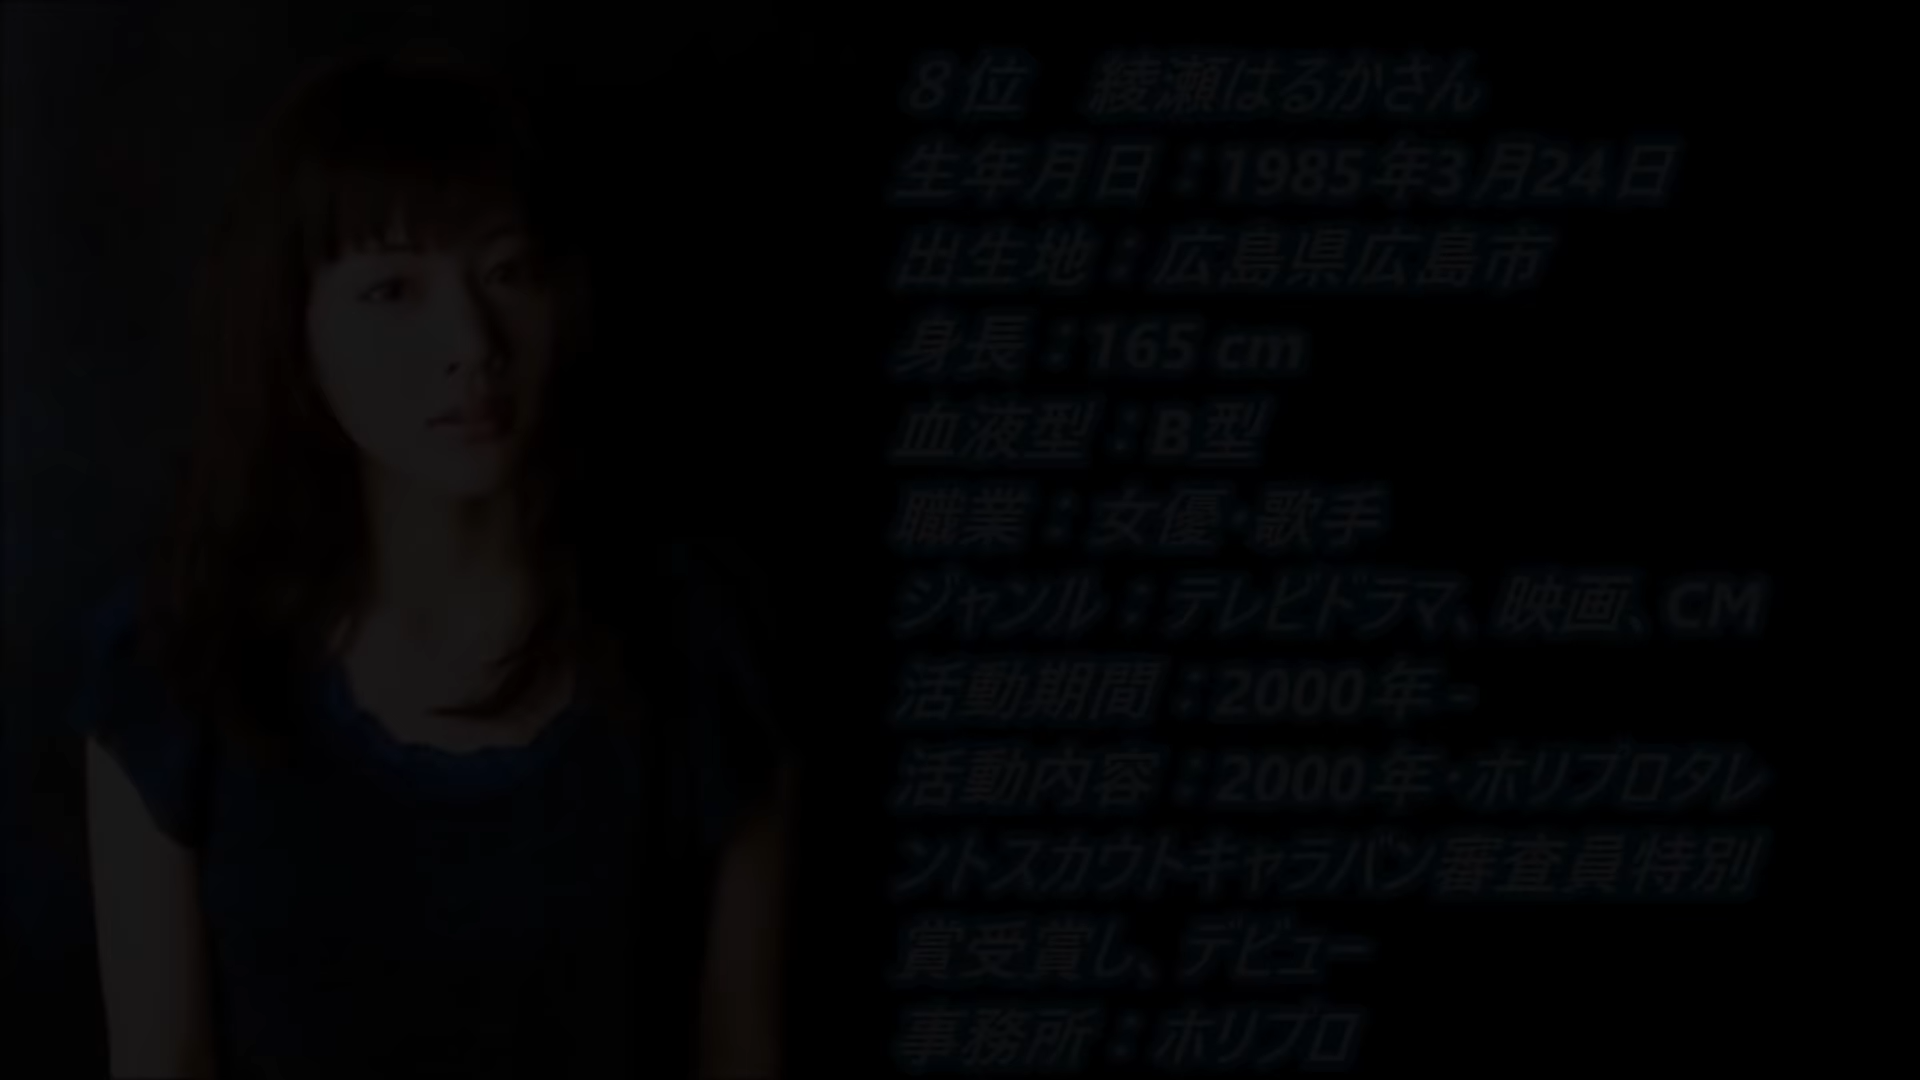 ８位　綾瀬はるかさん
生年月日：1985年3月24日
出生地：広島県広島市
身長：165 cm
血液型：B型
職業：女優・歌手
ジャンル：テレビドラマ、映画、CM
活動期間：2000年 -
活動内容：2000年・ホリプロタレ
ントスカウトキャラバン審査員特別
賞受賞し、デビュー
事務所：ホリプロ